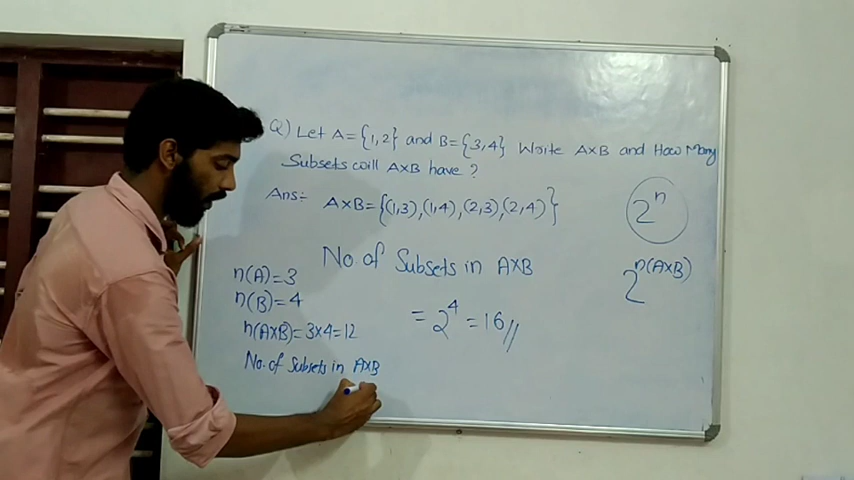 Q) Let A = {1,2} and B = {3,4} Write A×B and How Many
Subsets will A×B have ?
Ans:- A×B = {(1,3),(1,4),(2,3),(2,4)}
2^n
No of Subsets in A×B
2^n(A×B)
= 2^4 = 16 //
n(A) = 3
n(B) = 4
n(A×B) = 3×4 = 12
No. of Subsets in A×B